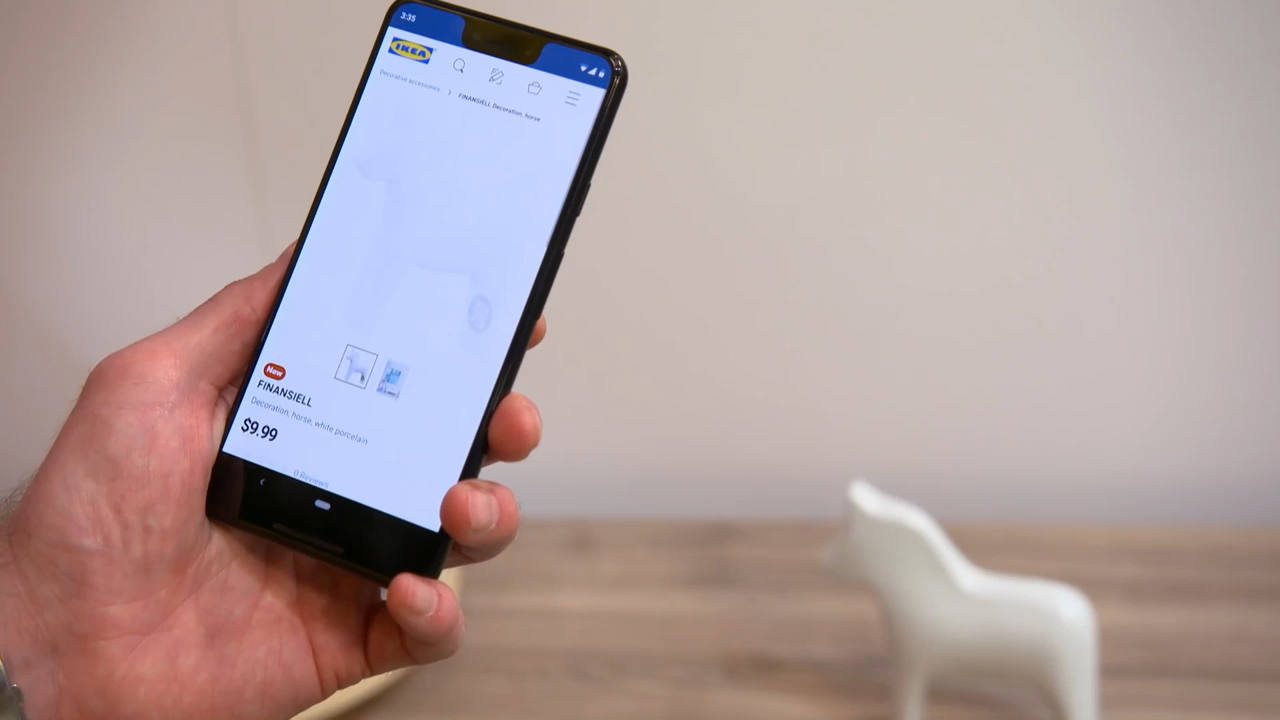 3:35
IKEA
Decorative accessories > FINANSIELL Decoration, horse
New
FINANSIELL
Decoration, horse, white porcelain
$9.99
0 Reviews